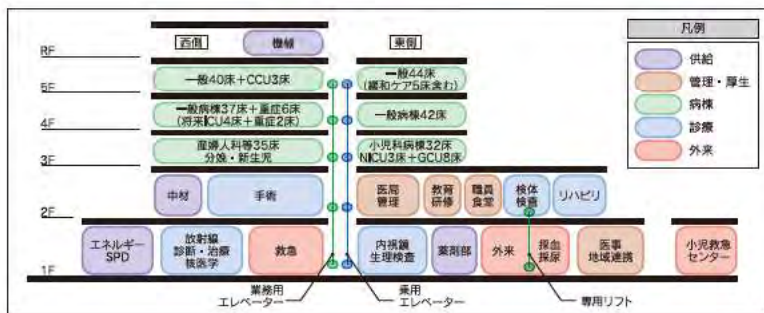 RF
西側
機械
東側
5F
一般40床＋CCU3床
一般44床
(緩和ケア5床含む)
4F
一般病棟37床＋重症6床
(将来ICU4床＋重症2床)
一般病棟42床
3F
産婦人科等35床
分娩・新生児
小児科病棟32床
NICU3床＋GCU8床
2F
中材
手術
医局
管理
教育
研修
職員
食堂
検体
検査
リハビリ
1F
エネルギー
SPD
放射線
診断・治療
核医学
救急
内視鏡
生理検査
薬剤部
外来
採血
採尿
医事
地域連携
小児救急
センター
業務用
エレベーター
乗用
エレベーター
専用リフト
凡例
供給
管理・厚生
病棟
診療
外来